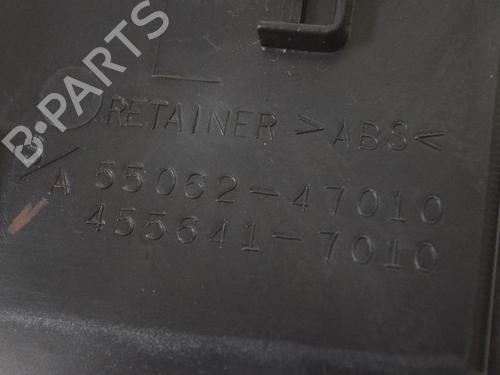 B-PARTS
RETAINER >ABS<
A 55062-47010
455641-7010